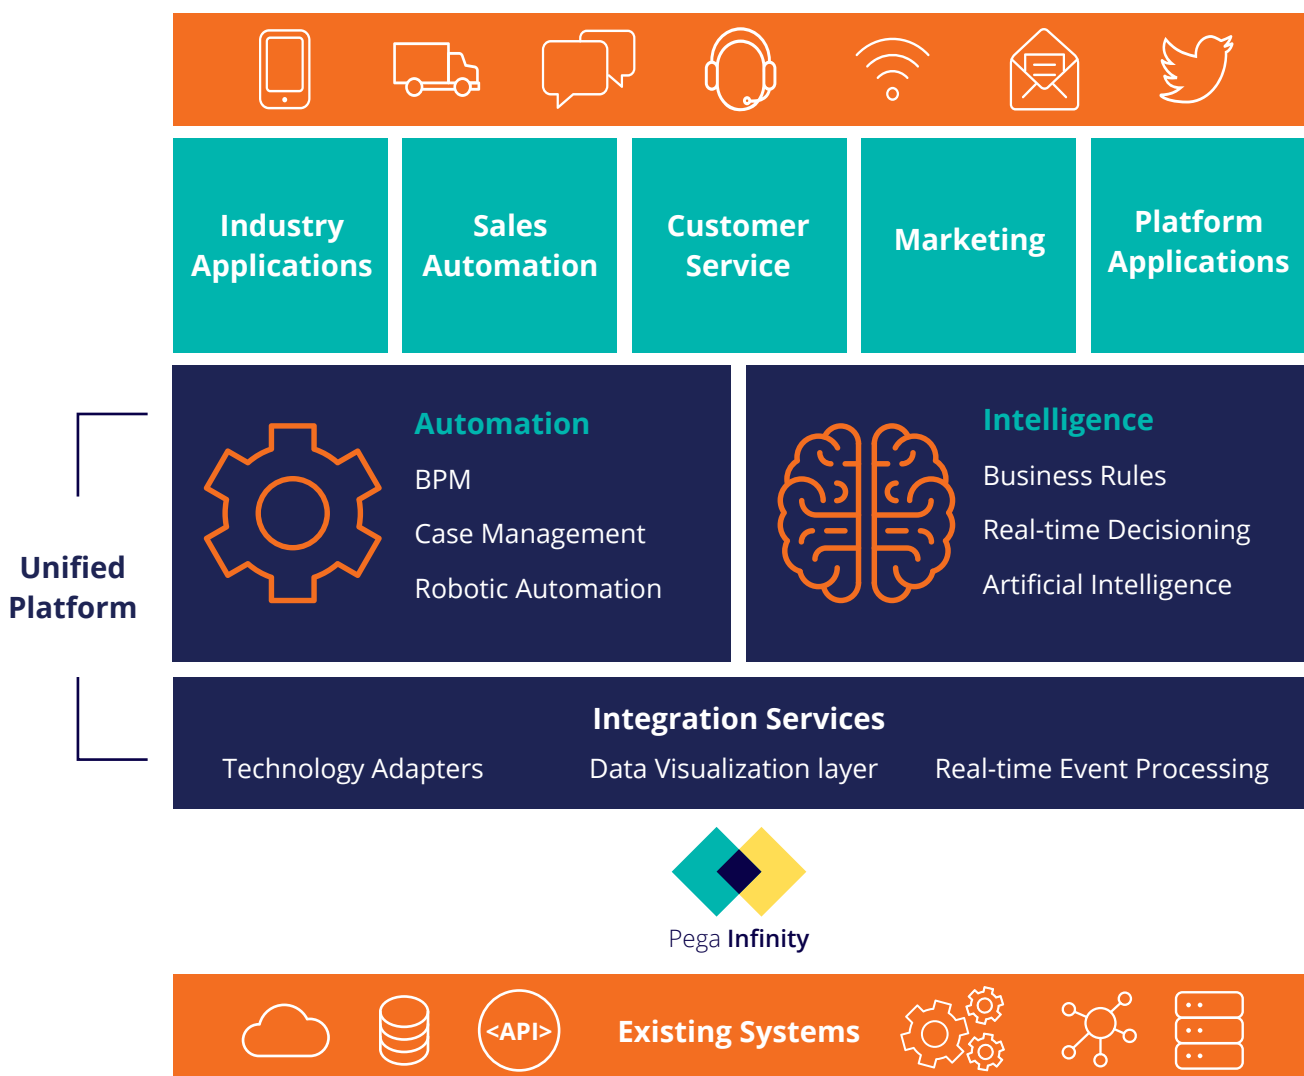 Industry
Applications
Sales
Automation
Customer
Service
Marketing
Platform
Applications
Unified
Platform
Automation
BPM
Case Management
Robotic Automation
Intelligence
Business Rules
Real-time Decisioning
Artificial Intelligence
Integration Services
Technology Adapters
Data Visualization layer
Real-time Event Processing
Pega Infinity
<API>
Existing Systems